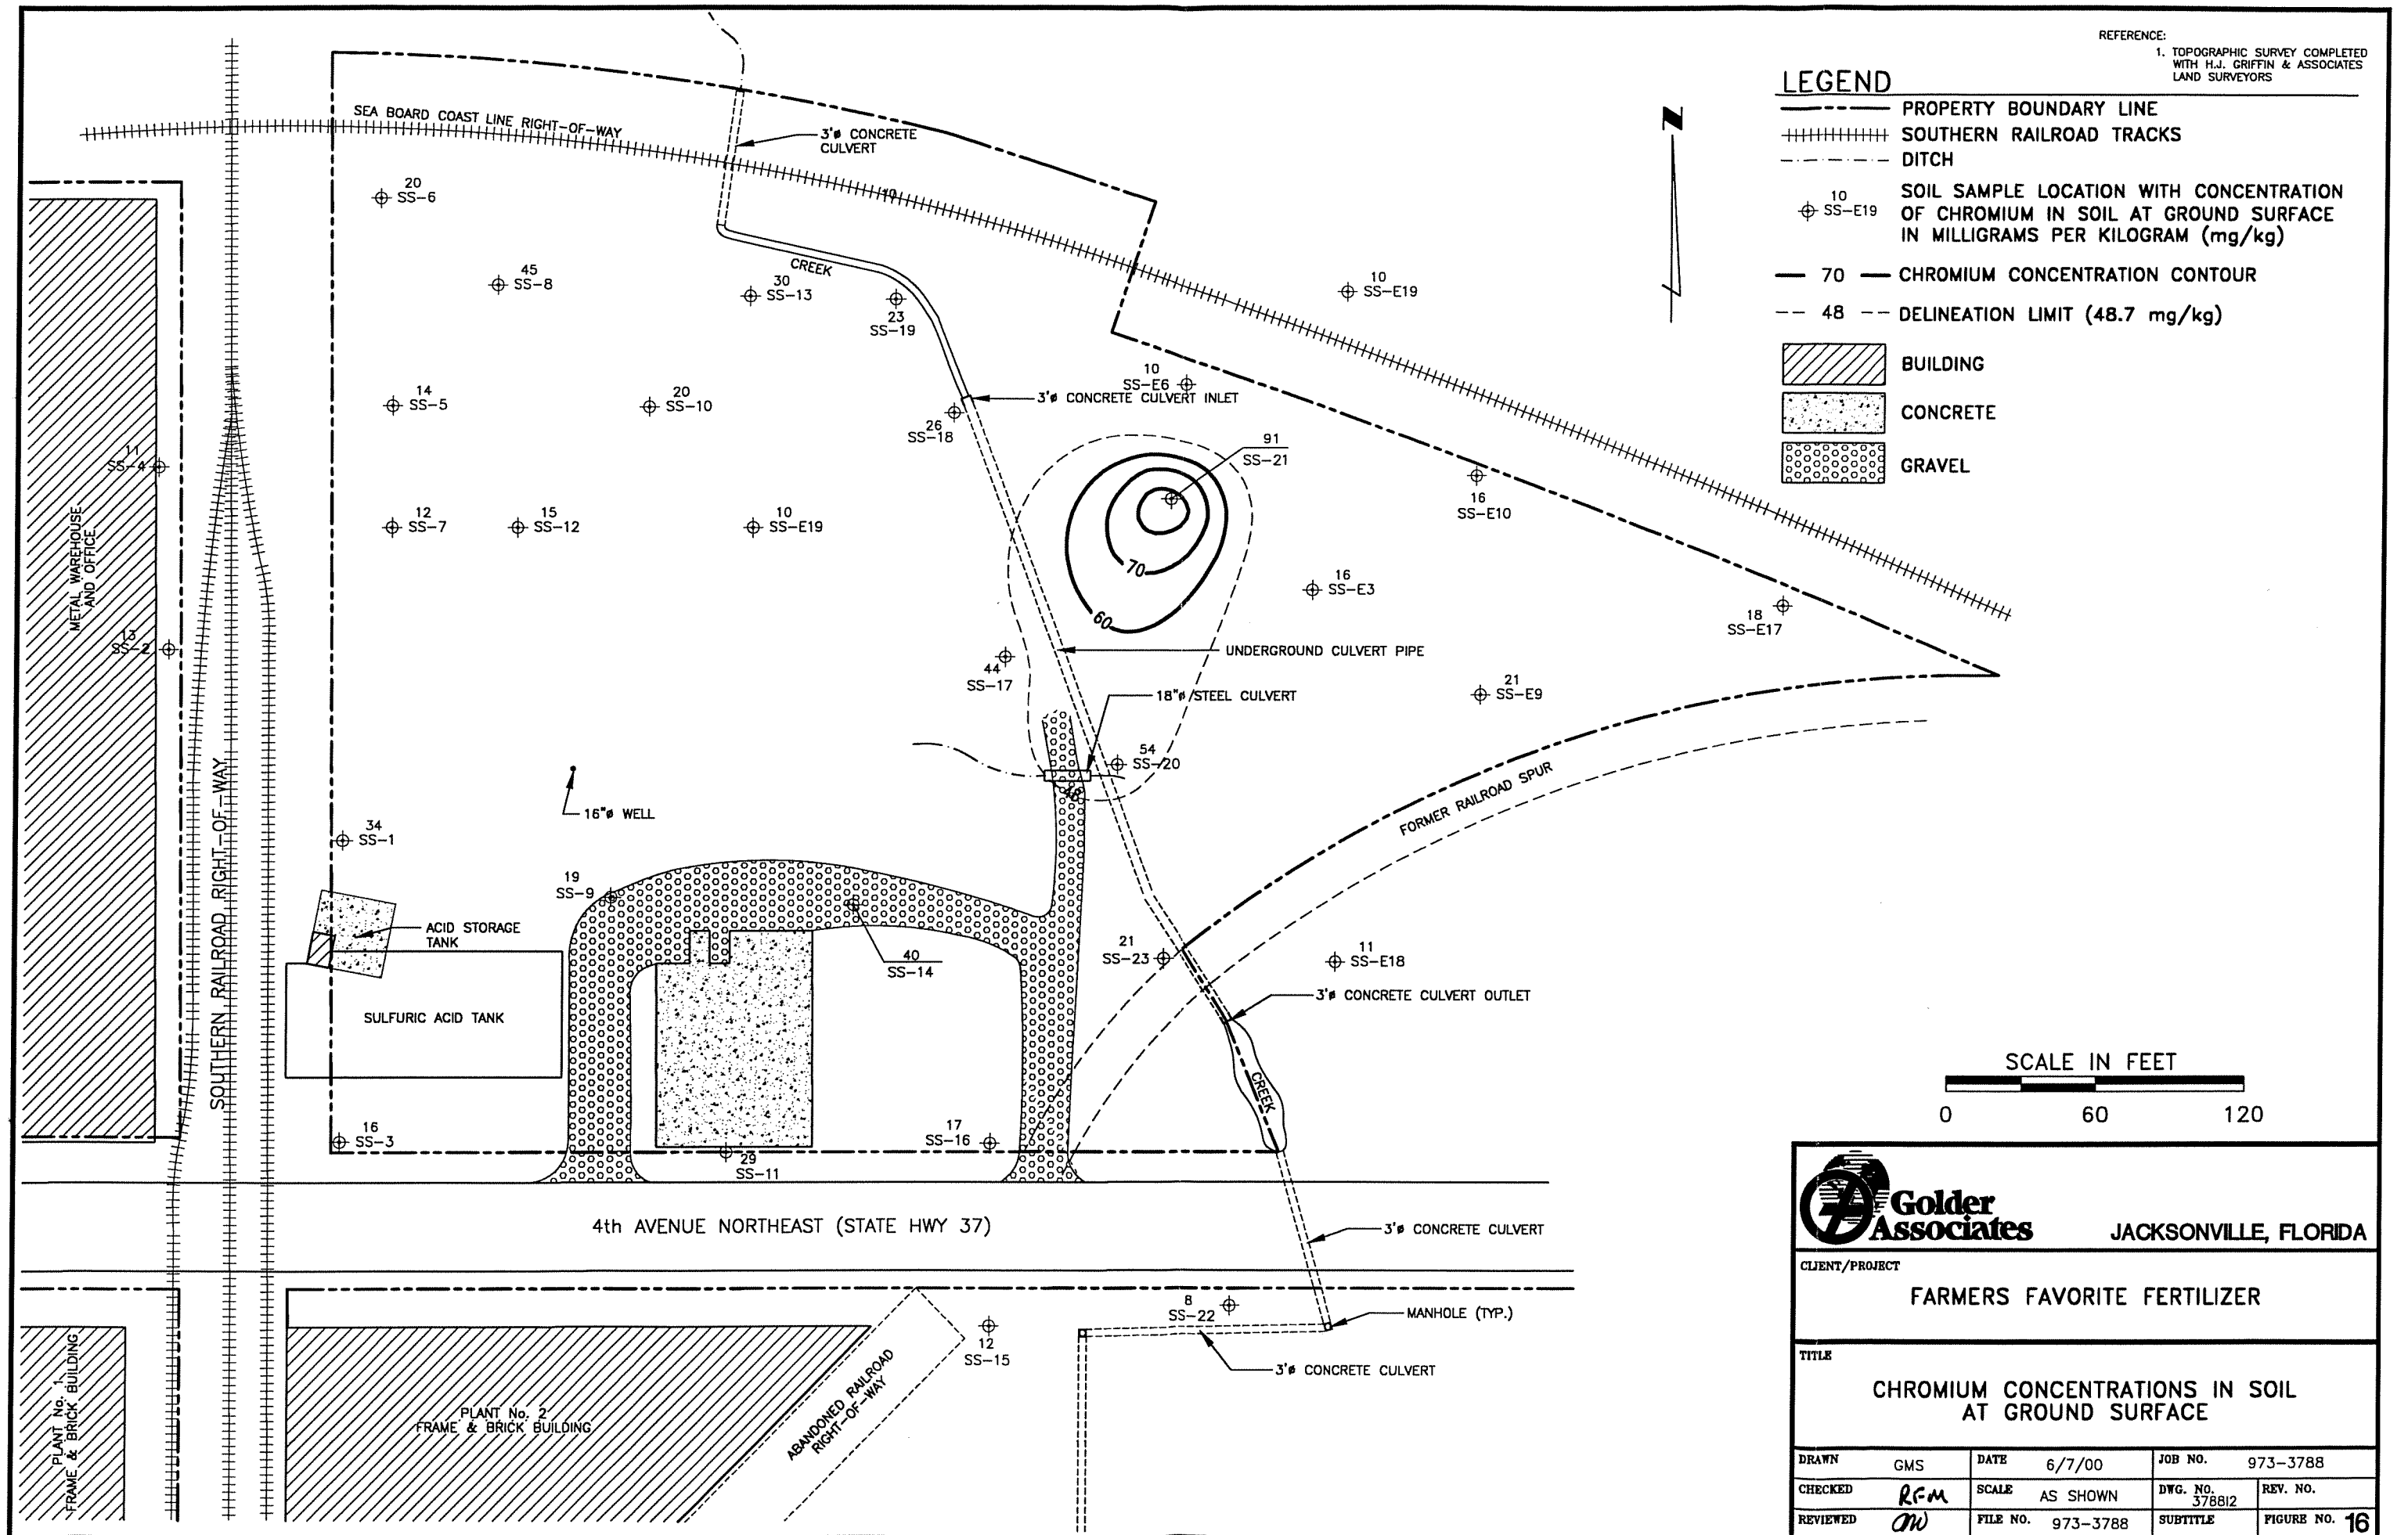 REFERENCE:
1. TOPOGRAPHIC SURVEY COMPLETED
WITH H.J. GRIFFIN & ASSOCIATES
LAND SURVEYORS
LEGEND
PROPERTY BOUNDARY LINE
SOUTHERN RAILROAD TRACKS
DITCH
10
SS-E19
SOIL SAMPLE LOCATION WITH CONCENTRATION
OF CHROMIUM IN SOIL AT GROUND SURFACE
IN MILLIGRAMS PER KILOGRAM (mg/kg)
70 CHROMIUM CONCENTRATION CONTOUR
48 DELINEATION LIMIT (48.7 mg/kg)
BUILDING
CONCRETE
GRAVEL
N
SEA BOARD COAST LINE RIGHT-OF-WAY
3'ø CONCRETE
CULVERT
20
SS-6
45
SS-8
30
SS-13
CREEK
23
SS-19
10
SS-E19
14
SS-5
20
SS-10
26
SS-18
10
SS-E6
3'ø CONCRETE CULVERT INLET
91
SS-21
11
SS-4
METAL WAREHOUSE
AND OFFICE
12
SS-7
15
SS-12
10
SS-E19
70
60
16
SS-E10
16
SS-E3
18
SS-E17
13
SS-2
44
SS-17
UNDERGROUND CULVERT PIPE
18"ø STEEL CULVERT
21
SS-E9
54
SS-20
48
16"ø WELL
FORMER RAILROAD SPUR
34
SS-1
SOUTHERN RAILROAD RIGHT-OF-WAY
19
SS-9
ACID STORAGE
TANK
40
SS-14
21
SS-23
11
SS-E18
3'ø CONCRETE CULVERT OUTLET
SULFURIC ACID TANK
CREEK
16
SS-3
29
SS-11
17
SS-16
4th AVENUE NORTHEAST (STATE HWY 37)
3'ø CONCRETE CULVERT
8
SS-22
MANHOLE (TYP.)
12
SS-15
3'ø CONCRETE CULVERT
ABANDONED RAILROAD
RIGHT-OF-WAY
PLANT No. 1
FRAME & BRICK BUILDING
PLANT No. 2
FRAME & BRICK BUILDING
SCALE IN FEET
0 60 120
Golder
Associates
JACKSONVILLE, FLORIDA
CLIENT/PROJECT
FARMERS FAVORITE FERTILIZER
TITLE
CHROMIUM CONCENTRATIONS IN SOIL
AT GROUND SURFACE
DRAWN GMS DATE 6/7/00 JOB NO. 973-3788
CHECKED RFM SCALE AS SHOWN DWG. NO. 378812 REV. NO.
REVIEWED FILE NO. 973-3788 SUBTITLE FIGURE NO. 16